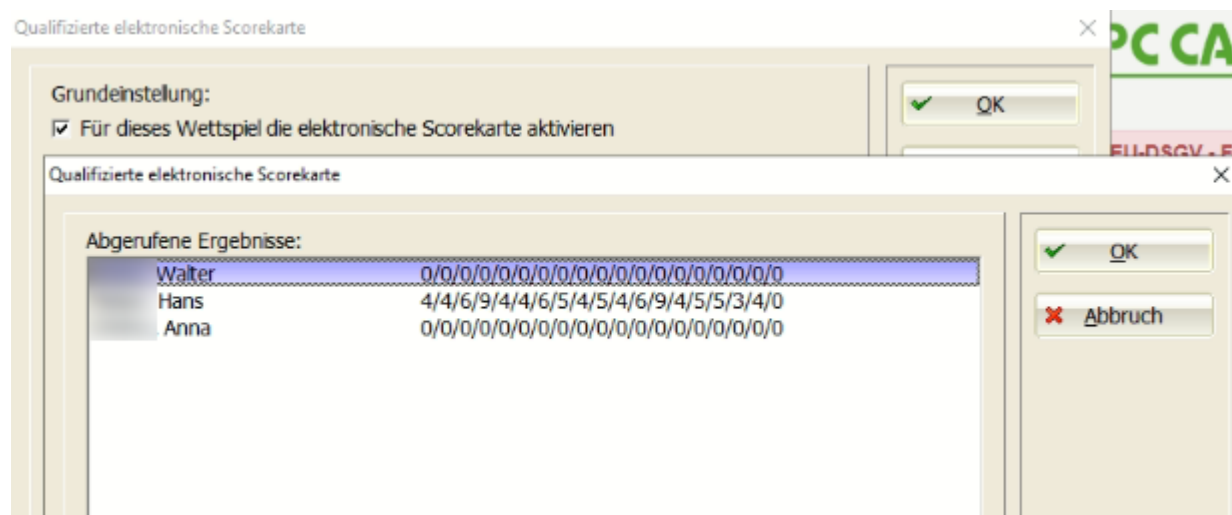 Qualifizierte elektronische Scorekarte
PC CA
Grundeinstellung:
OK
Für dieses Wettspiel die elektronische Scorekarte aktivieren
EU-DSGV - E
Qualifizierte elektronische Scorekarte
Abgerufene Ergebnisse:
OK
Walter 0/0/0/0/0/0/0/0/0/0/0/0/0/0/0/0/0/0/0
Hans 4/4/6/9/4/4/6/5/4/5/4/6/9/4/5/5/3/4/0
Anna 0/0/0/0/0/0/0/0/0/0/0/0/0/0/0/0/0/0/0
Abbruch